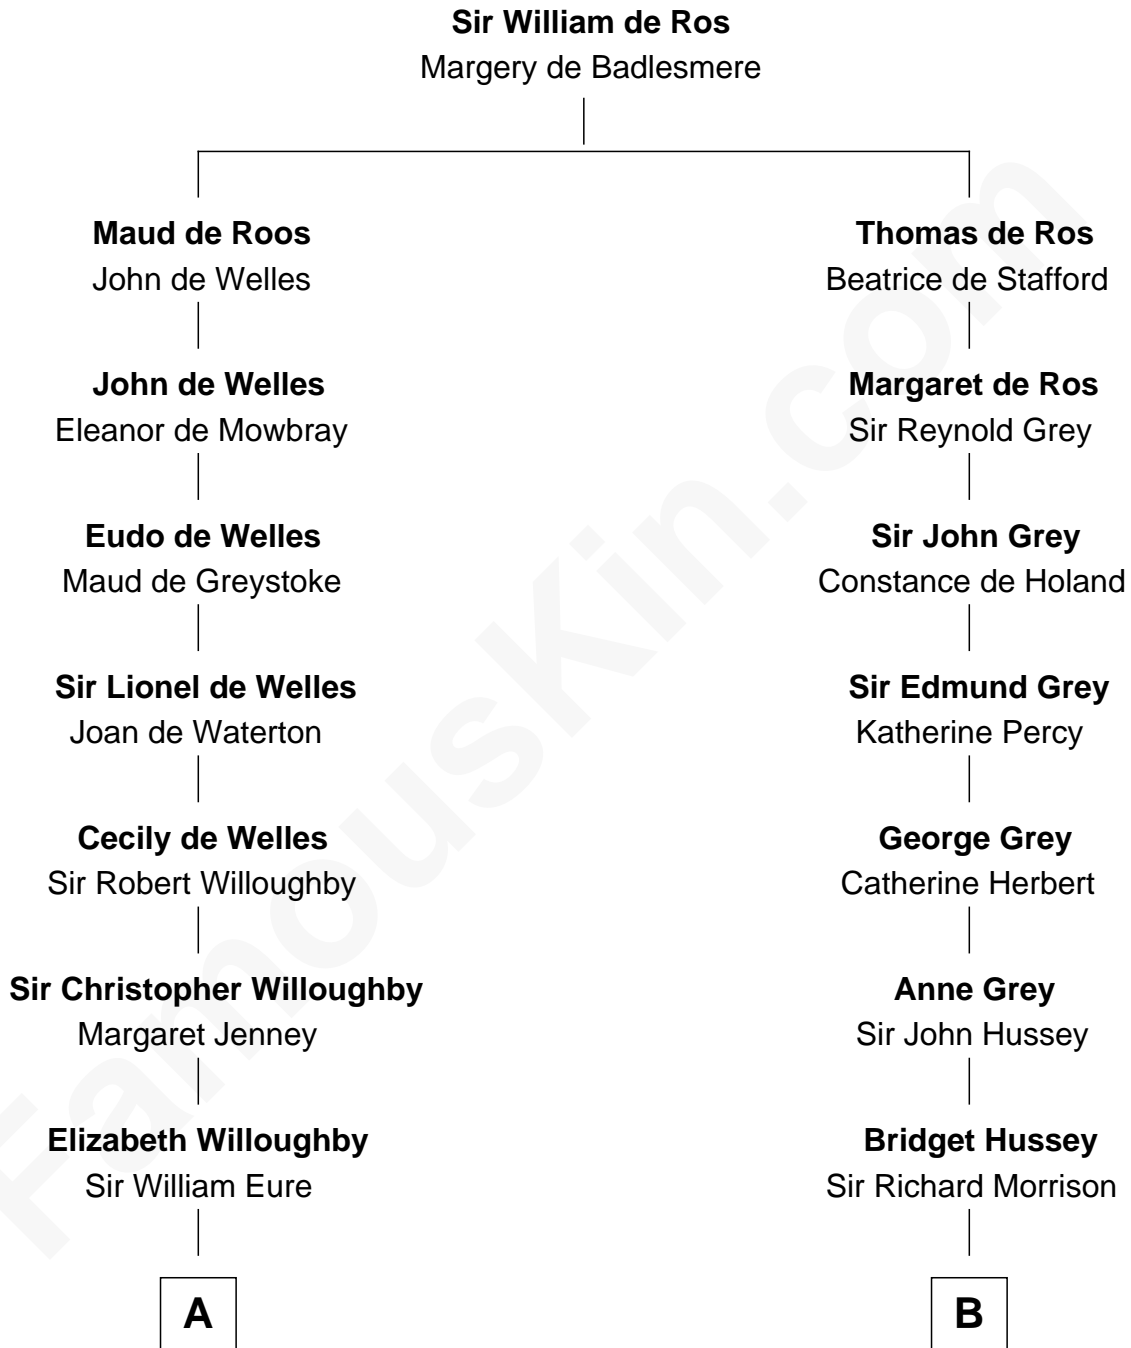 Sir William de Ros
Margery de Badlesmere
Maud de Roos
John de Welles
Thomas de Ros
Beatrice de Stafford
John de Welles
Eleanor de Mowbray
Margaret de Ros
Sir Reynold Grey
Eudo de Welles
Maud de Greystoke
Sir John Grey
Constance de Holand
Sir Lionel de Welles
Joan de Waterton
Sir Edmund Grey
Katherine Percy
Cecily de Welles
Sir Robert Willoughby
George Grey
Catherine Herbert
Sir Christopher Willoughby
Margaret Jenney
Anne Grey
Sir John Hussey
Elizabeth Willoughby
Sir William Eure
Bridget Hussey
Sir Richard Morrison
A
B
FamousKin.com